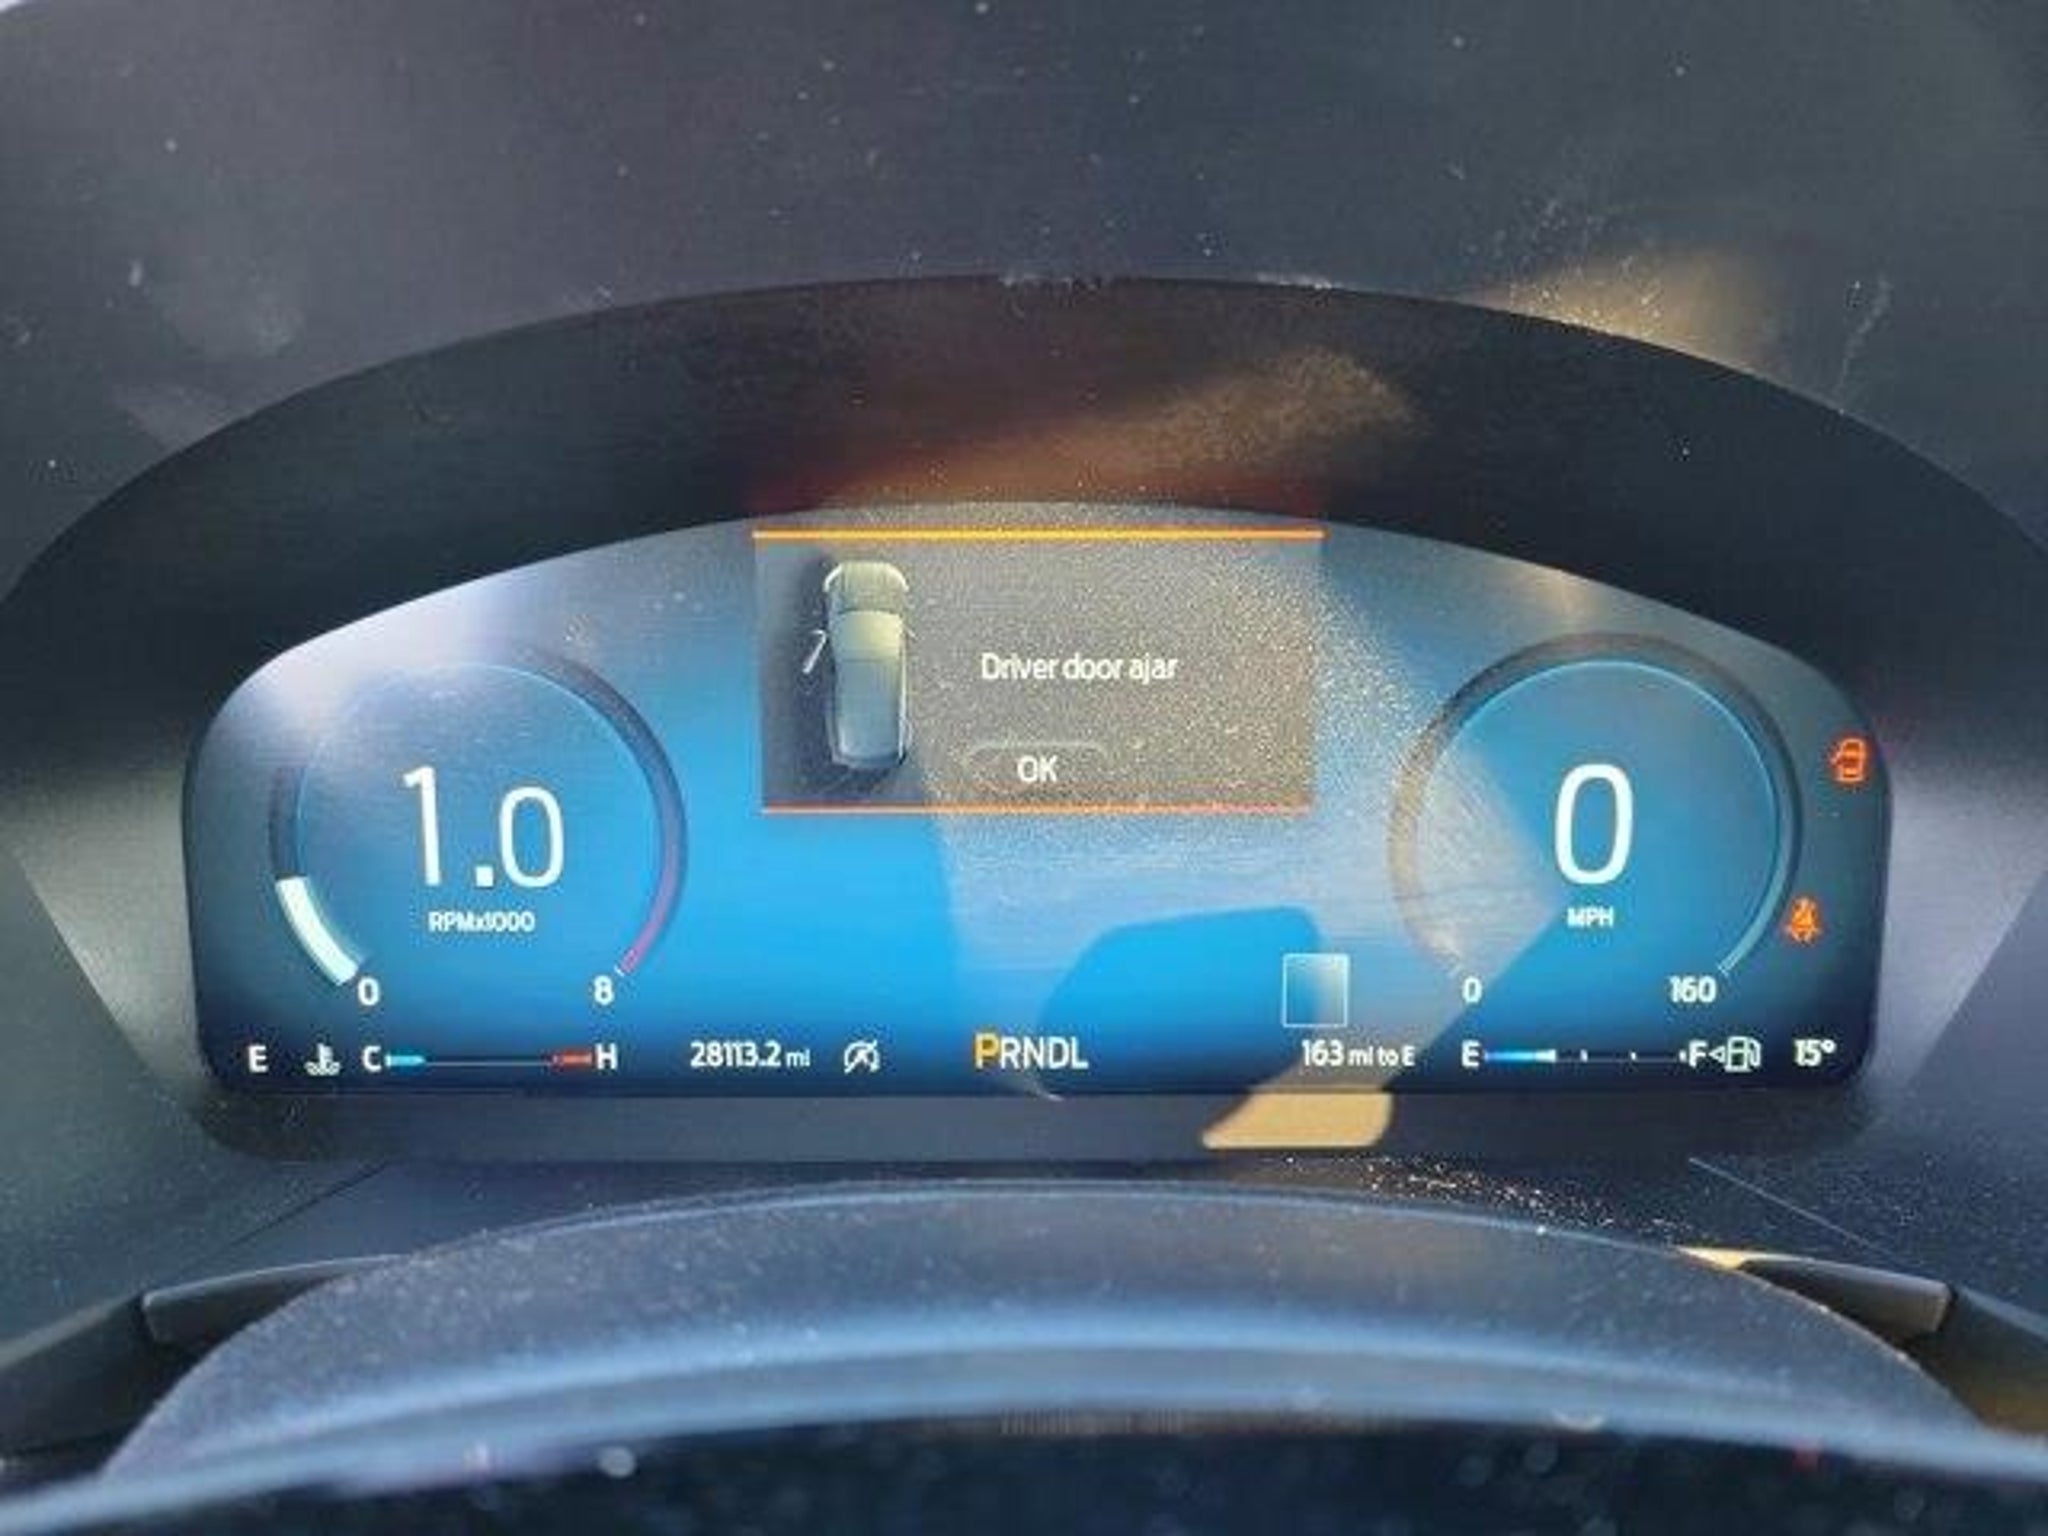 Driver door ajar
OK
1.0
RPMx1000
0 8
0
MPH
0 160
E C H 28113.2 mi PRNDL 163 mi to E E F 15°